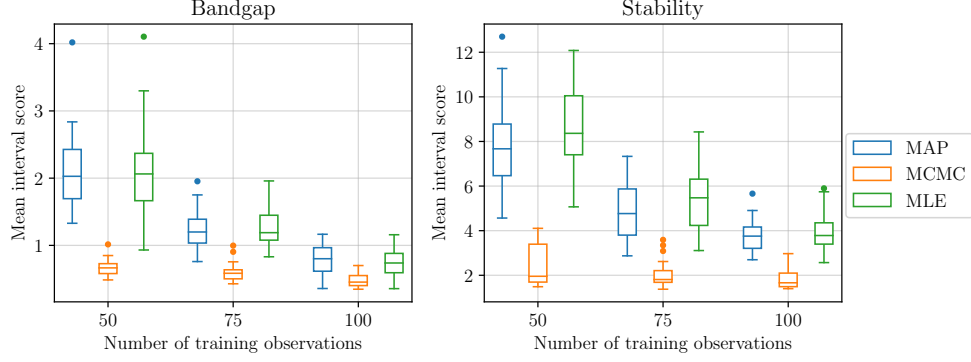 Bandgap
Mean interval score
4
3
2
1
50
75
100
Number of training observations
Stability
Mean interval score
12
10
8
6
4
2
50
75
100
Number of training observations
MAP
MCMC
MLE